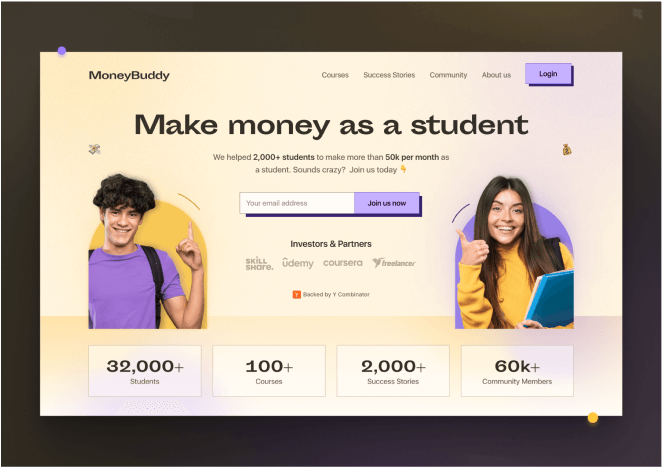 MoneyBuddy
Courses
Success Stories
Community
About us
Login
Make money as a student
We helped 2,000+ students to make more than 50k per month as
a student. Sounds crazy? Join us today 👇
Your email address
Join us now
Investors & Partners
SKILL
SHARE.
ûdemy
coursera
freelancer
Y Backed by Y Combinator
32,000+
Students
100+
Courses
2,000+
Success Stories
60k+
Community Members